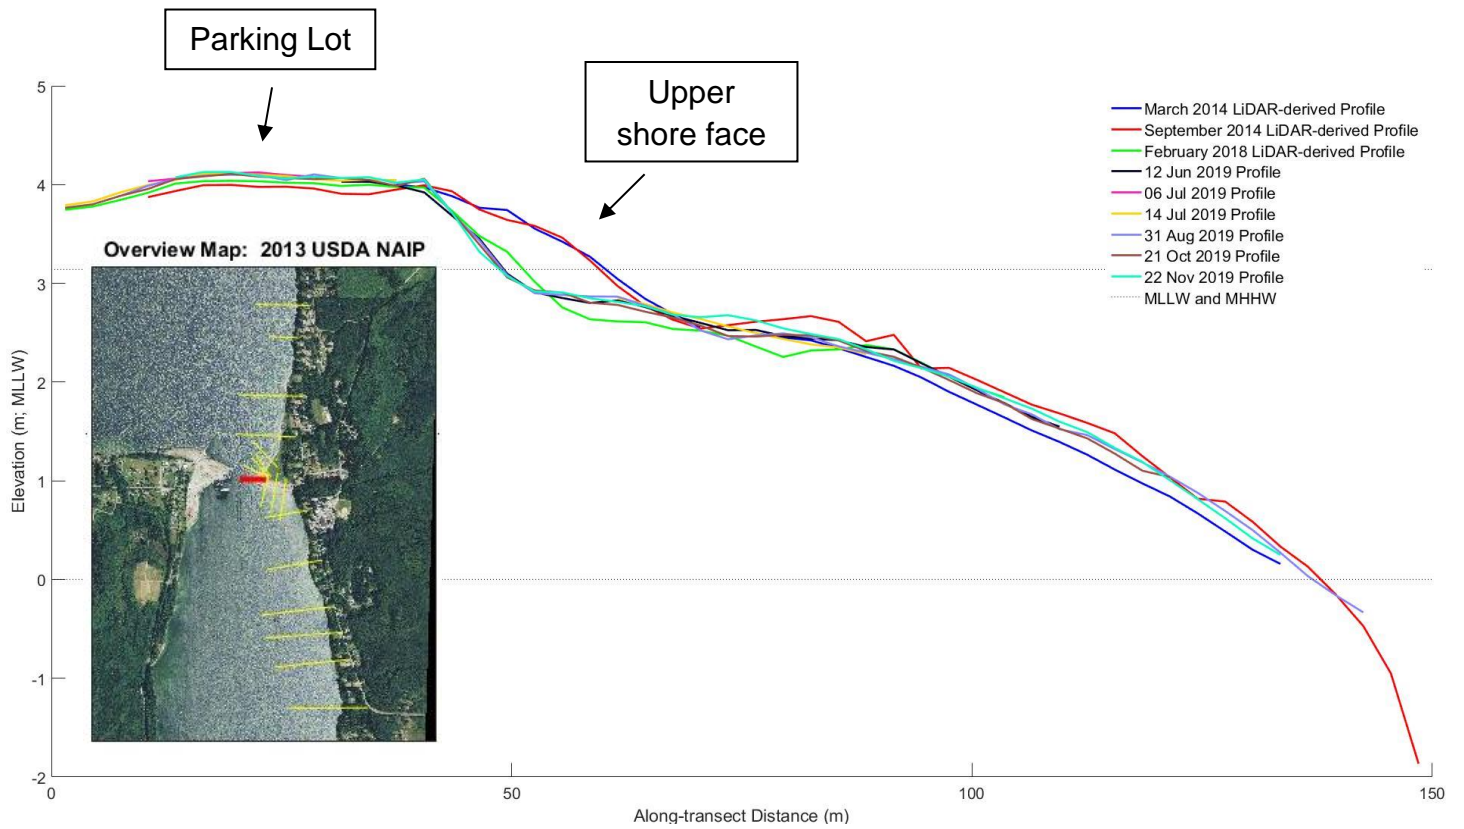 Parking Lot
Upper
shore face
5
4
3
2
1
0
-1
-2
0
50
100
150
Elevation (m; MLLW)
Along-transect Distance (m)
March 2014 LiDAR-derived Profile
September 2014 LiDAR-derived Profile
February 2018 LiDAR-derived Profile
12 Jun 2019 Profile
06 Jul 2019 Profile
14 Jul 2019 Profile
31 Aug 2019 Profile
21 Oct 2019 Profile
22 Nov 2019 Profile
MLLW and MHHW
Overview Map: 2013 USDA NAIP